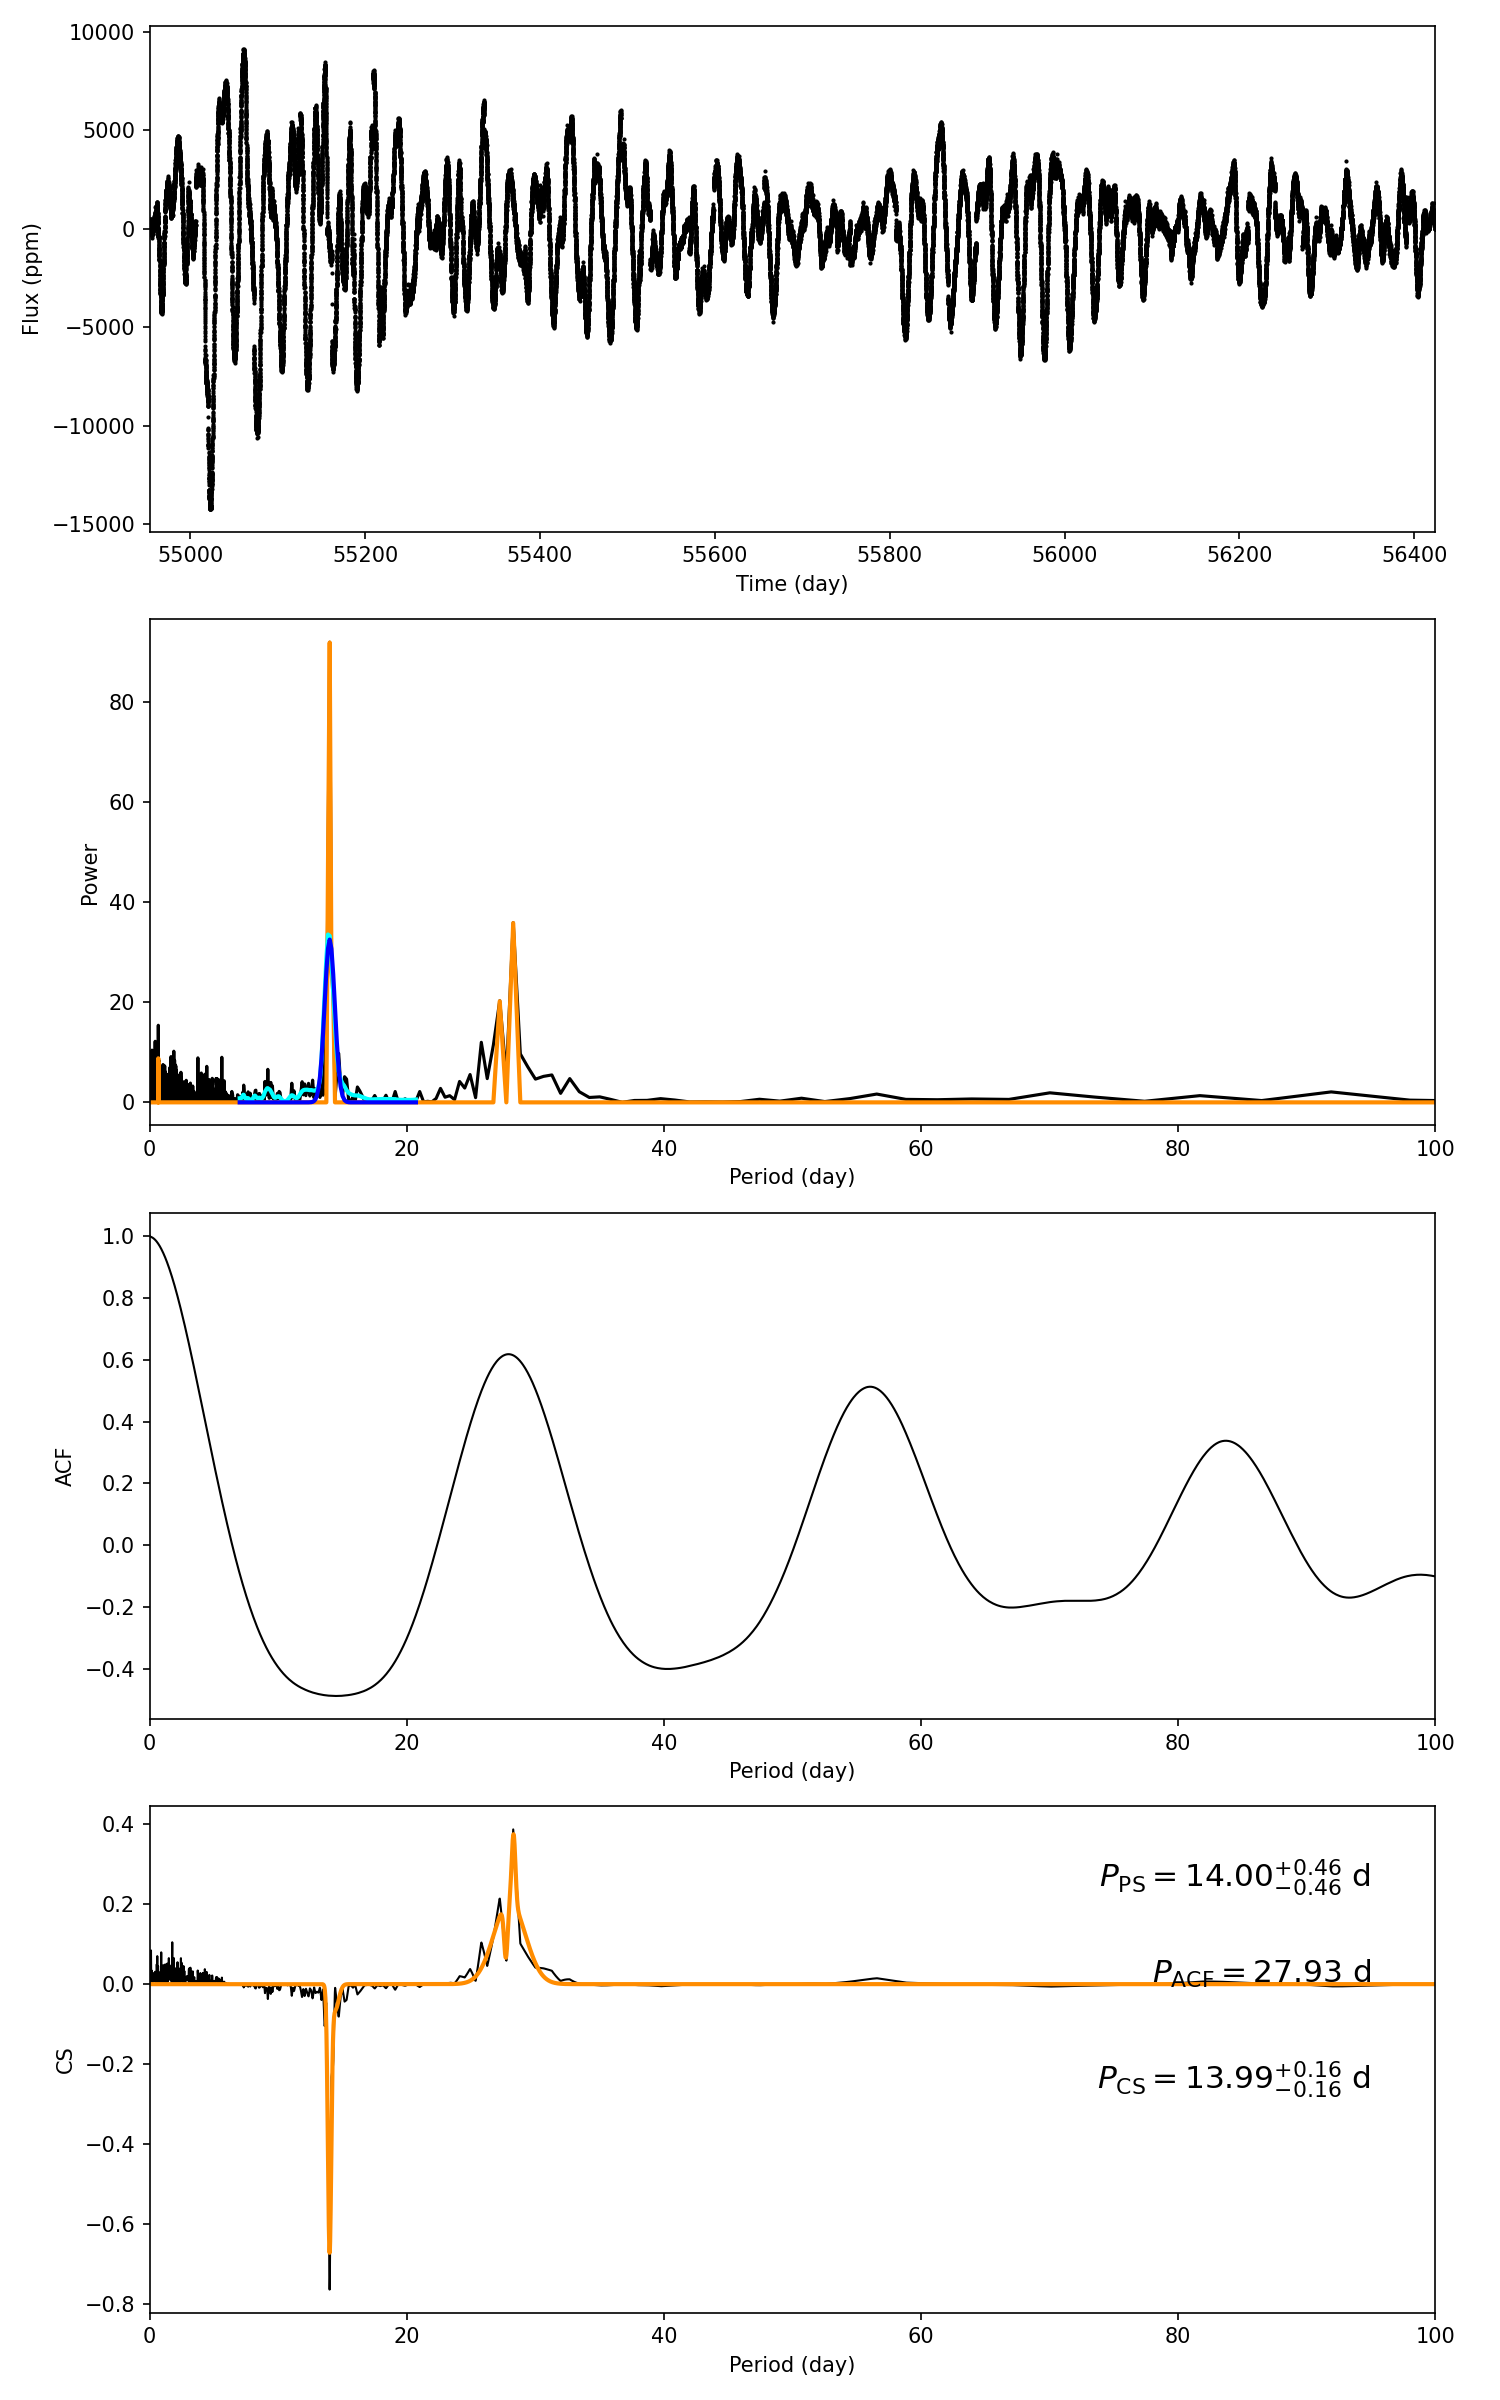 10000
5000
0
−5000
−10000
−15000
Flux (ppm)
55000 55200 55400 55600 55800 56000 56200 56400
Time (day)
80
60
40
20
0
Power
0 20 40 60 80 100
Period (day)
1.0
0.8
0.6
0.4
0.2
0.0
−0.2
−0.4
ACF
0 20 40 60 80 100
Period (day)
0.4
0.2
0.0
−0.2
−0.4
−0.6
−0.8
CS
P_PS = 14.00^{+0.46}_{−0.46} d
P_ACF = 27.93 d
P_CS = 13.99^{+0.16}_{−0.16} d
0 20 40 60 80 100
Period (day)